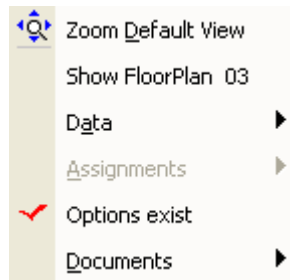 Zoom Default View
Show FloorPlan  03
Data
Assignments
Options exist
Documents